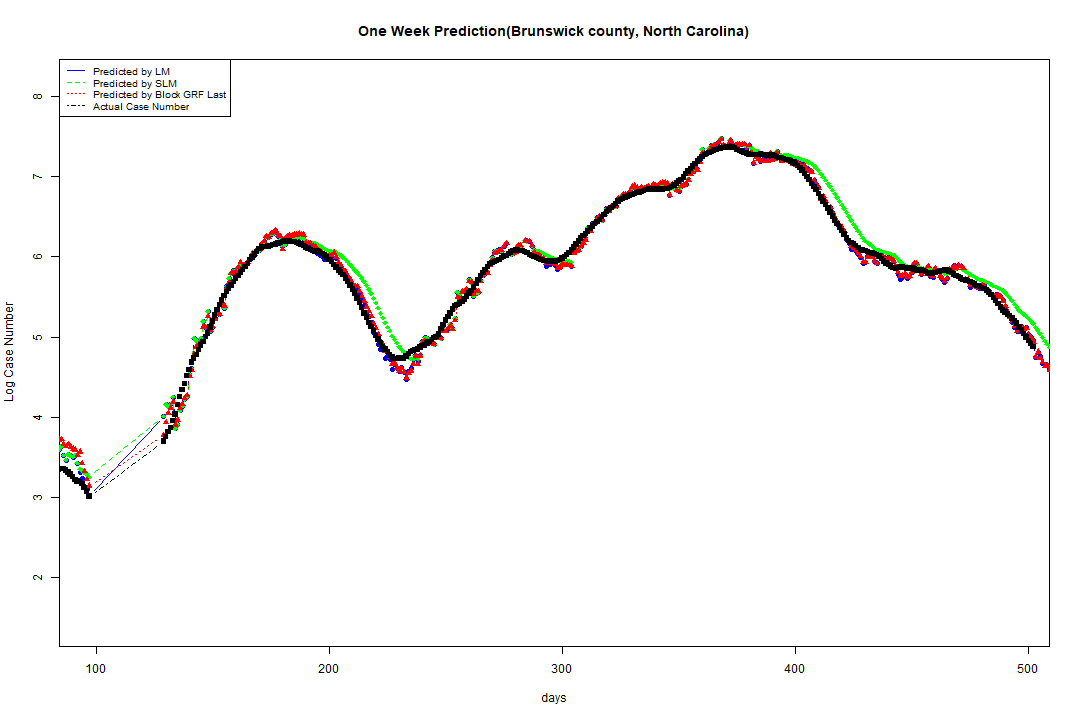 One Week Prediction(Brunswick county, North Carolina)
Predicted by LM
Predicted by SLM
Predicted by Block GRF Last
Actual Case Number
Log Case Number
8
7
6
5
4
3
2
100 200 300 400 500
days